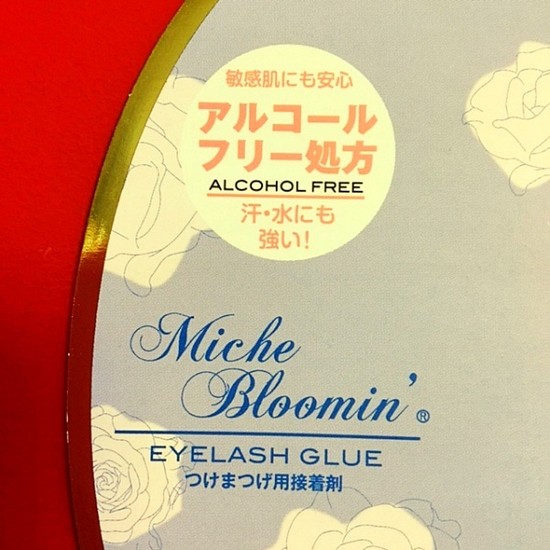 敏感肌にも安心
アルコール
フリー処方
ALCOHOL FREE
汗・水にも
強い!
Miche
Bloomin'®
EYELASH GLUE
つけまつげ用接着剤